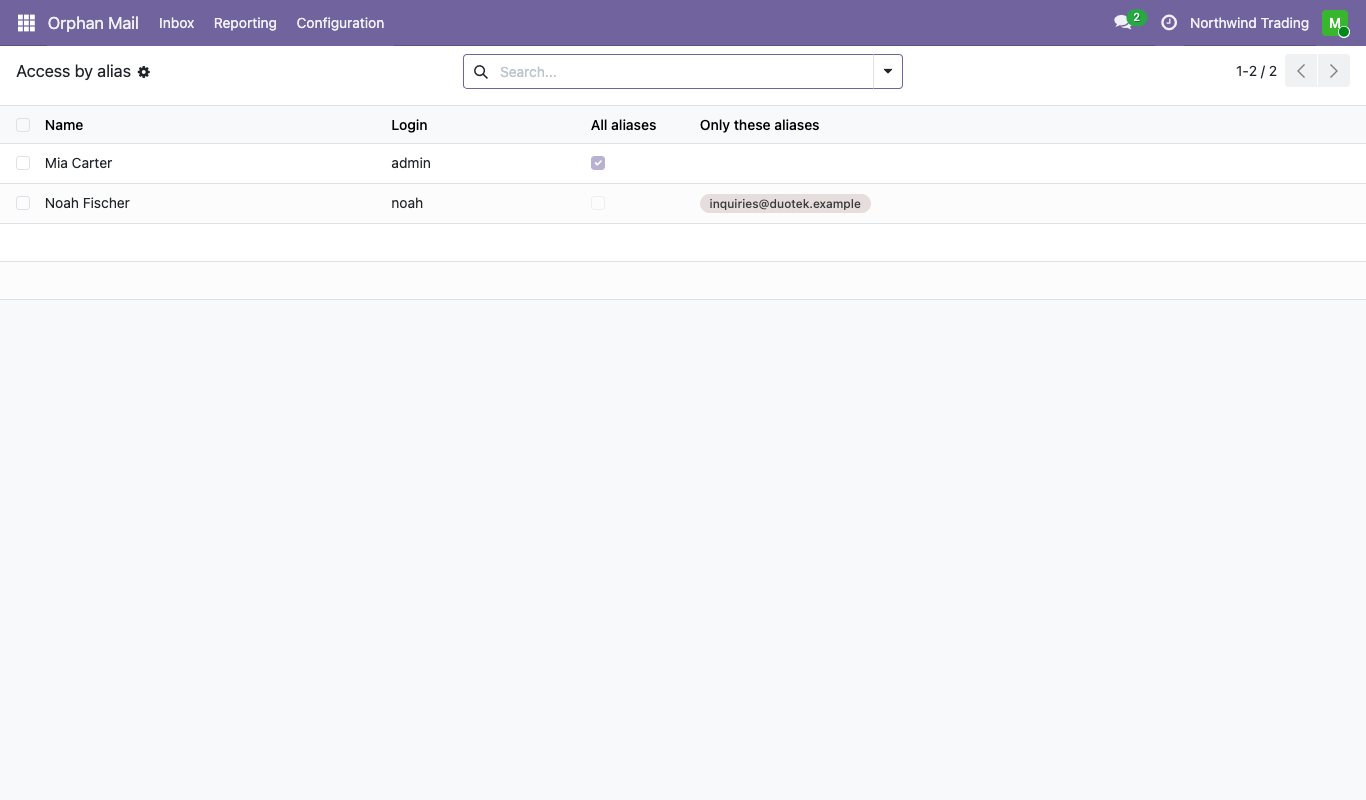 Orphan Mail Inbox Reporting Configuration 2 Northwind Trading M
Access by alias Search... 1-2 / 2
Name Login All aliases Only these aliases
Mia Carter admin
Noah Fischer noah inquiries@duotek.example